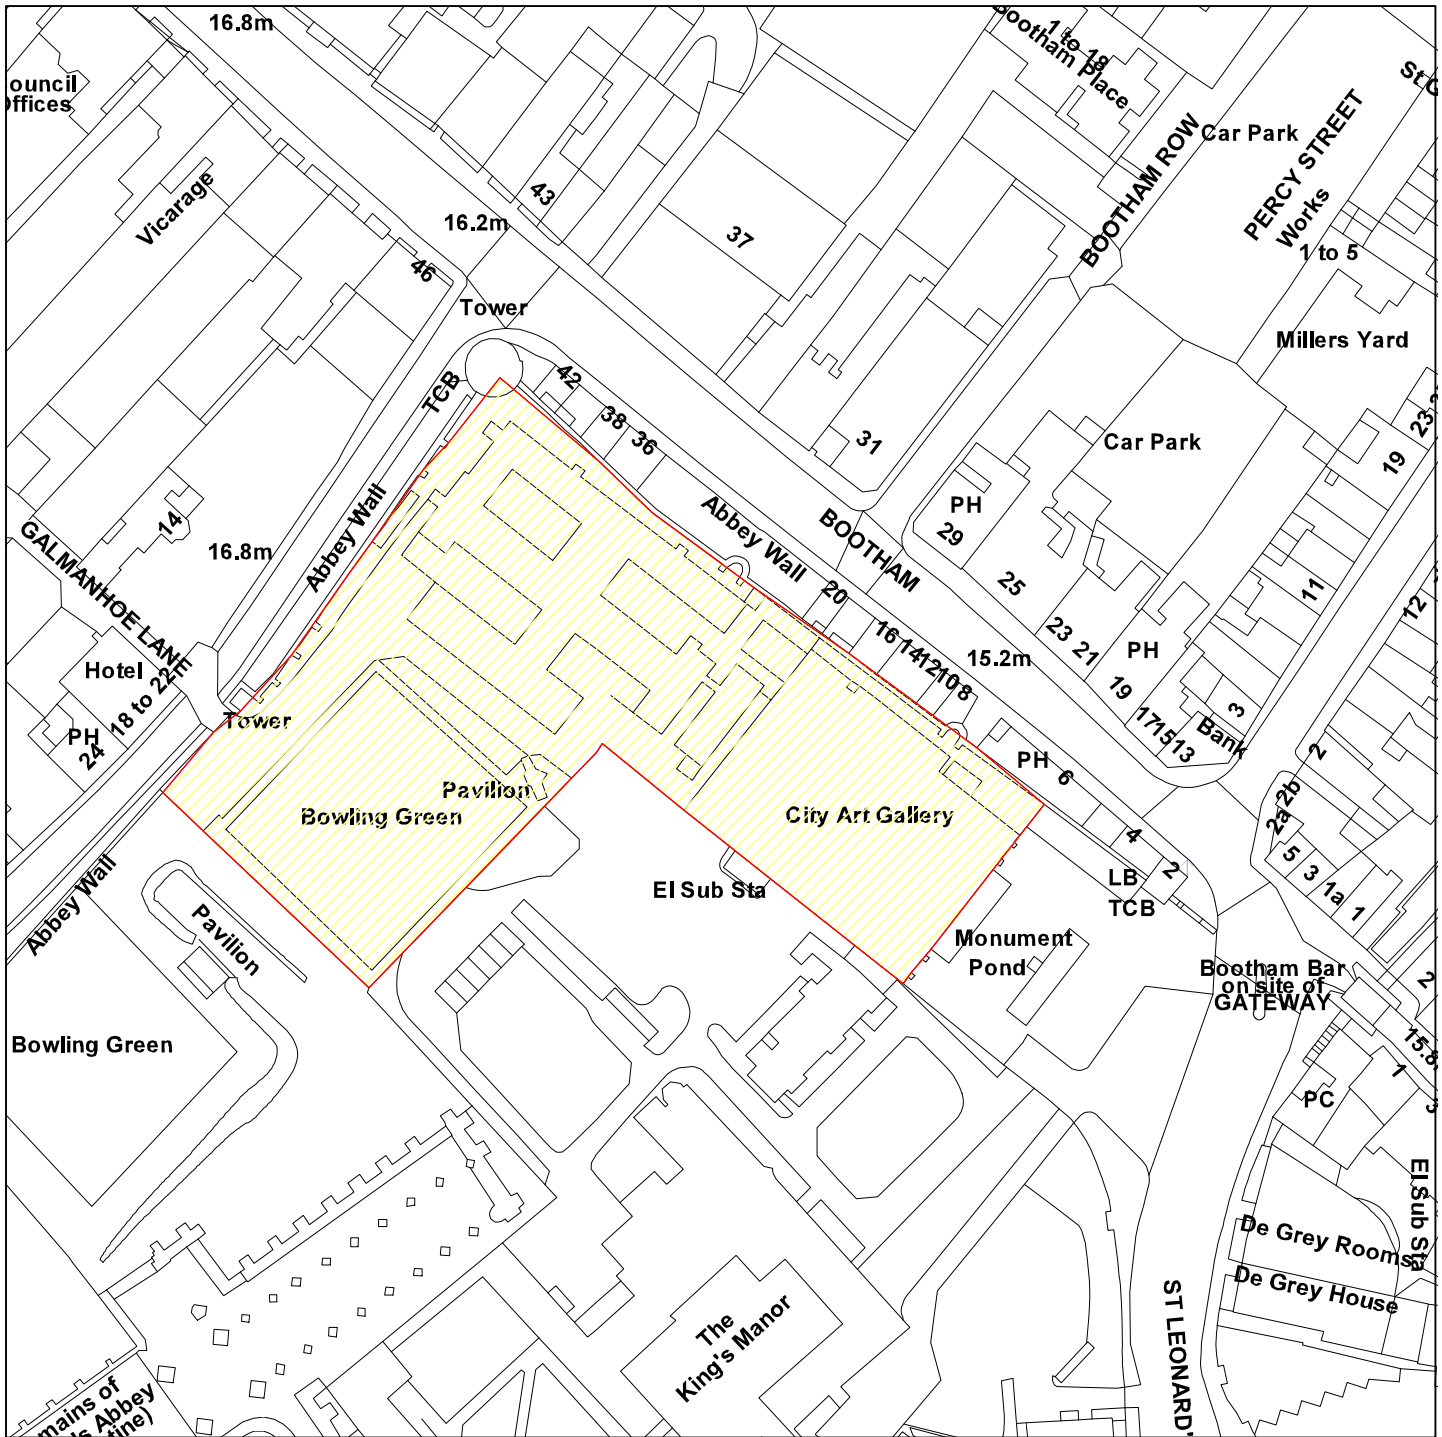 16.8m
1 to 18
Bootham Place
Offices
Car Park
PERCY STREET
Works
1 to 5
BOOTHAM ROW
Vicarage
43
16.2m
37
46
Tower
Millers Yard
TCB
42
38
36
31
Car Park
23
19
PH
29
Abbey Wall
14
16.8m
GALMANHOE LANE
Abbey Wall
BOOTHAM
20
25
11
12
16
14
12
10
8
15.2m
23
21
PH
19
17
15
13
Bank
3
Hotel
18 to 22
PH
24
Tower
PH
6
2
Pavilion
Bowling Green
City Art Gallery
4
2
2b
2a
5
3
1a
1
El Sub Sta
LB
TCB
Abbey Wall
Pavilion
Monument
Pond
Bootham Bar
on site of
GATEWAY
2
Bowling Green
1
3
PC
El Sub Sta
De Grey Rooms
De Grey House
The
King's Manor
ST LEONARD'
Abbey